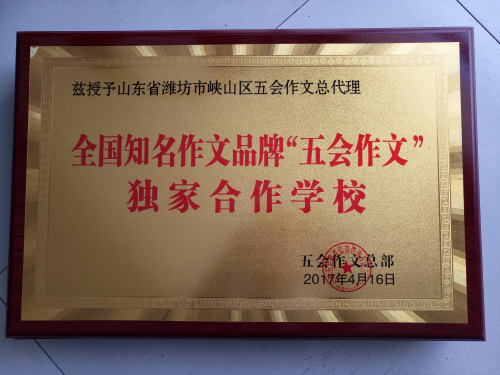 兹授予山东省潍坊市峡山区五会作文总代理
全国知名作文品牌“五会作文”
独家合作学校
五会作文总部
2017年4月16日